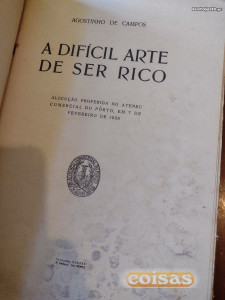 AGOSTINHO DE CAMPOS
A DIFÍCIL ARTE
DE SER RICO
ALOCUÇÃO PROFERIDA NO ATENEU
COMERCIAL DO PÔRTO, EM 7 DE
FEVEREIRO DE
coisas